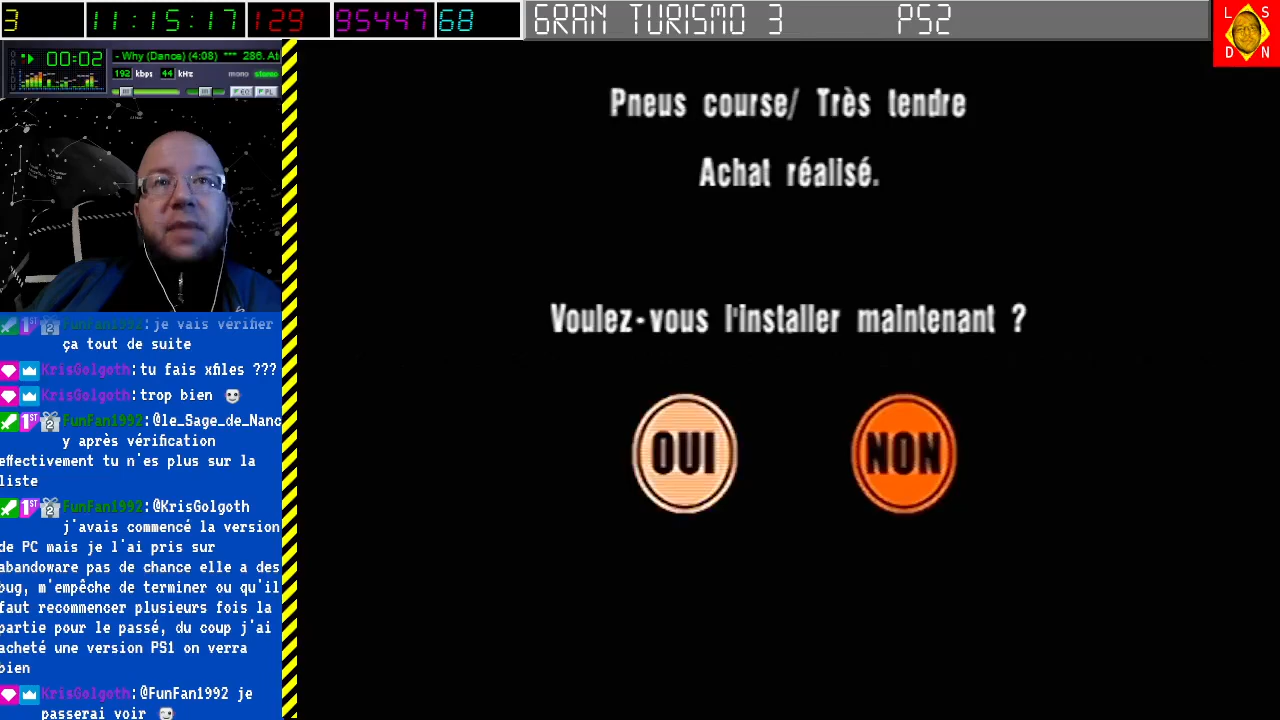 3
11:15:17
129
95447
68
GRAN TURISMO 3 PS2
L S
D N
00:02
- Why (Dance) (4:08) *** 286. At
192 kbps 44 kHz mono stereo
EQ PL
FunFan1992: je vais vérifier
ça tout de suite
KrisGolgoth: tu fais xfiles ???
KrisGolgoth: trop bien
FunFan1992: @le_Sage_de_Nanc
y après vérification
effectivement tu n'es plus sur la
liste
FunFan1992: @KrisGolgoth
j'avais commencé la version
de PC mais je l'ai pris sur
abandoware pas de chance elle a des
bug, m'empêche de terminer ou qu'il
faut recommencer plusieurs fois la
partie pour le passé, du coup j'ai
acheté une version PS1 on verra
bien
KrisGolgoth: @FunFan1992 je
passerai voir
Pneus course/ Très tendre
Achat réalisé.
Voulez-vous l'installer maintenant ?
OUI
NON